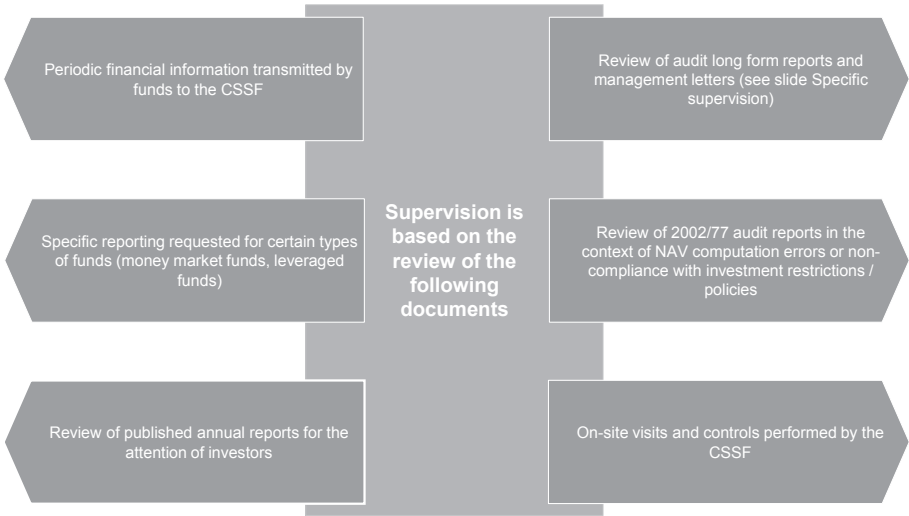 Periodic financial information transmitted by
funds to the CSSF
Specific reporting requested for certain types
of funds (money market funds, leveraged
funds)
Review of published annual reports for the
attention of investors
Supervision is
based on the
review of the
following
documents
Review of audit long form reports and
management letters (see slide Specific
supervision)
Review of 2002/77 audit reports in the
context of NAV computation errors or non-
compliance with investment restrictions /
policies
On-site visits and controls performed by the
CSSF